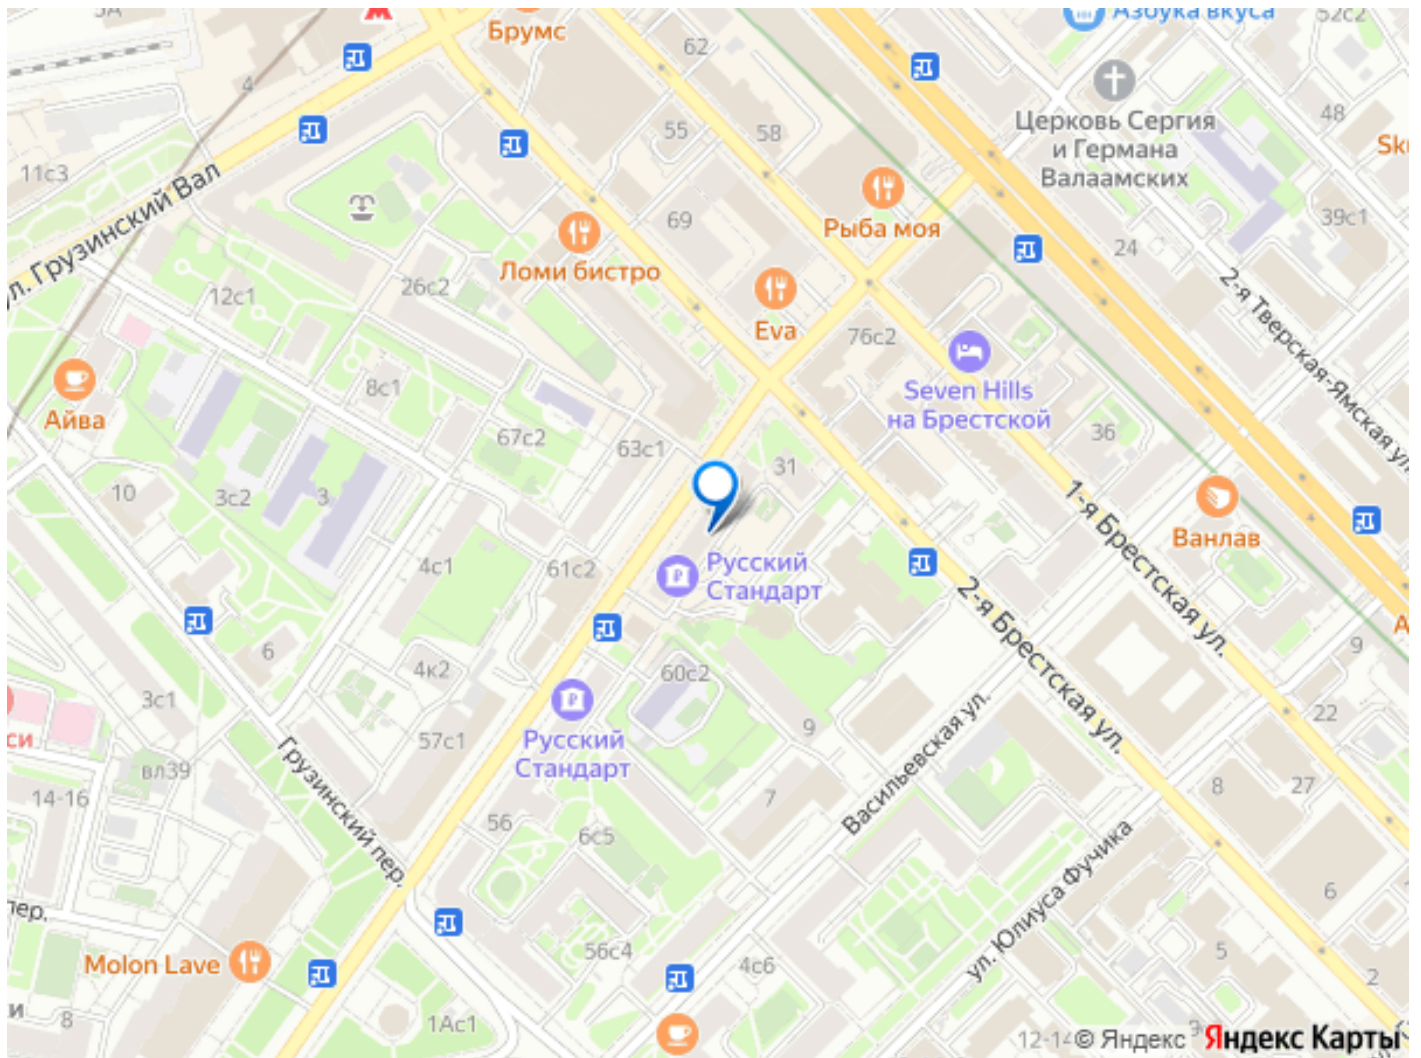 Азбука вкуса
52с2
Брумс
62
4
55
58
48
Церковь Сергия
и Германа
Валаамских
11с3
ул. Грузинский Вал
69
Рыба моя
39с1
24
Ломи бистро
26с2
12с1
Eva
76с2
2-я Тверская-Ямская ул.
8с1
Айва
Seven Hills
на Брестской
67с2
63с1
36
31
10
3с2
3
1-я Брестская ул.
Ванлав
4с1
61с2
Русский
Стандарт
2-я Брестская ул.
6
4к2
60с2
9
3с1
22
57с1
9
Русский
Стандарт
Васильевская ул.
си
вл39
14-16
Грузинский пер.
7
8
27
56
6с5
ул. Юлиуса Фучика
6
пер.
56с4
4с6
5
2
Molon Lave
и
8
1Ас1
12-14
© Яндекс
Яндекс Карты